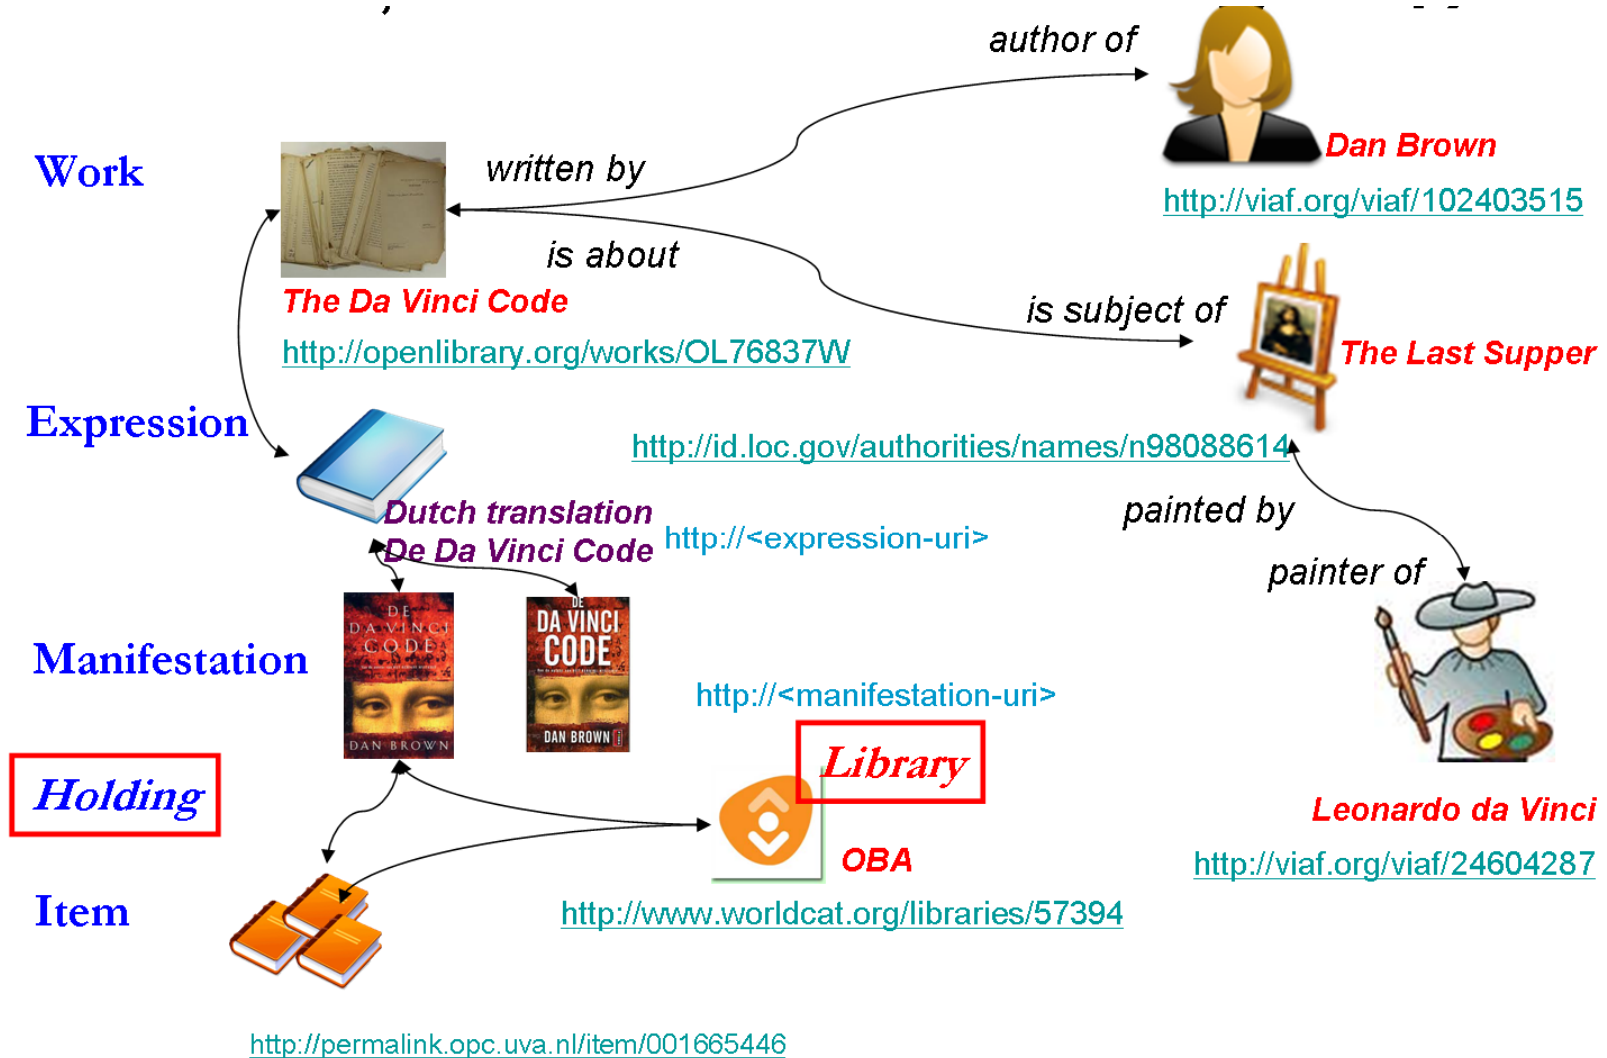 author of
Dan Brown
Work
written by
http://viaf.org/viaf/102403515
is about
The Da Vinci Code
is subject of
http://openlibrary.org/works/OL76837W
The Last Supper
Expression
http://id.loc.gov/authorities/names/n98088614
Dutch translation
De Da Vinci Code
http://<expression-uri>
painted by
painter of
Manifestation
DE
DA VINCI
CODE
DAN BROWN
DE
DA VINCI
CODE
DAN BROWN
http://<manifestation-uri>
Holding
Library
Leonardo da Vinci
OBA
http://viaf.org/viaf/24604287
Item
http://www.worldcat.org/libraries/57394
http://permalink.opc.uva.nl/item/001665446